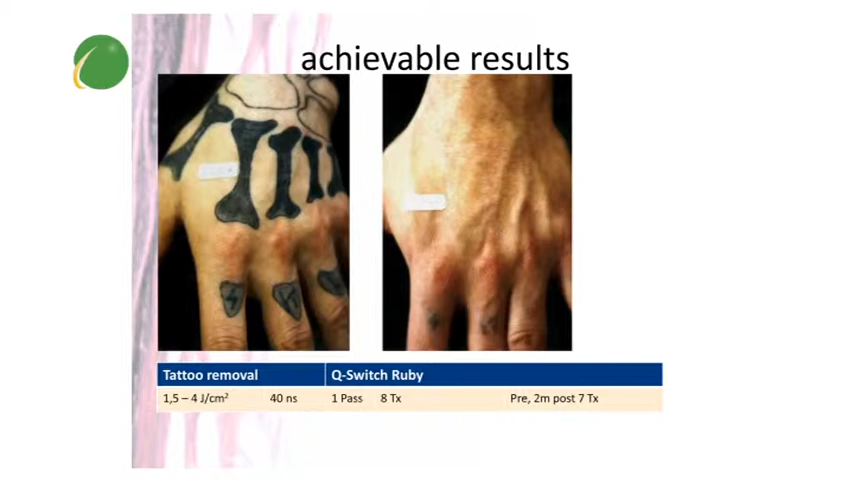 achievable results
Tattoo removal Q-Switch Ruby
1,5 – 4 J/cm² 40 ns 1 Pass 8 Tx Pre, 2m post 7 Tx